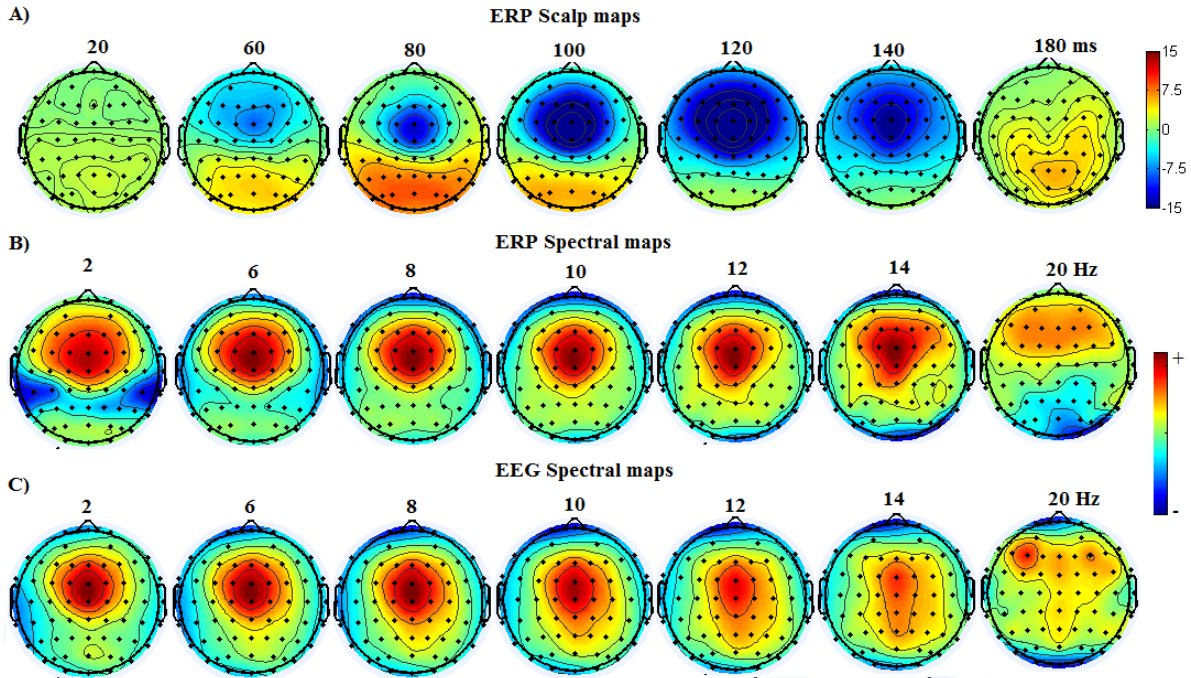 A)
ERP Scalp maps
20 60 80 100 120 140 180 ms
15
7.5
0
-7.5
-15
B)
ERP Spectral maps
2 6 8 10 12 14 20 Hz
+
-
EEG Spectral maps
C)
2 6 8 10 12 14 20 Hz